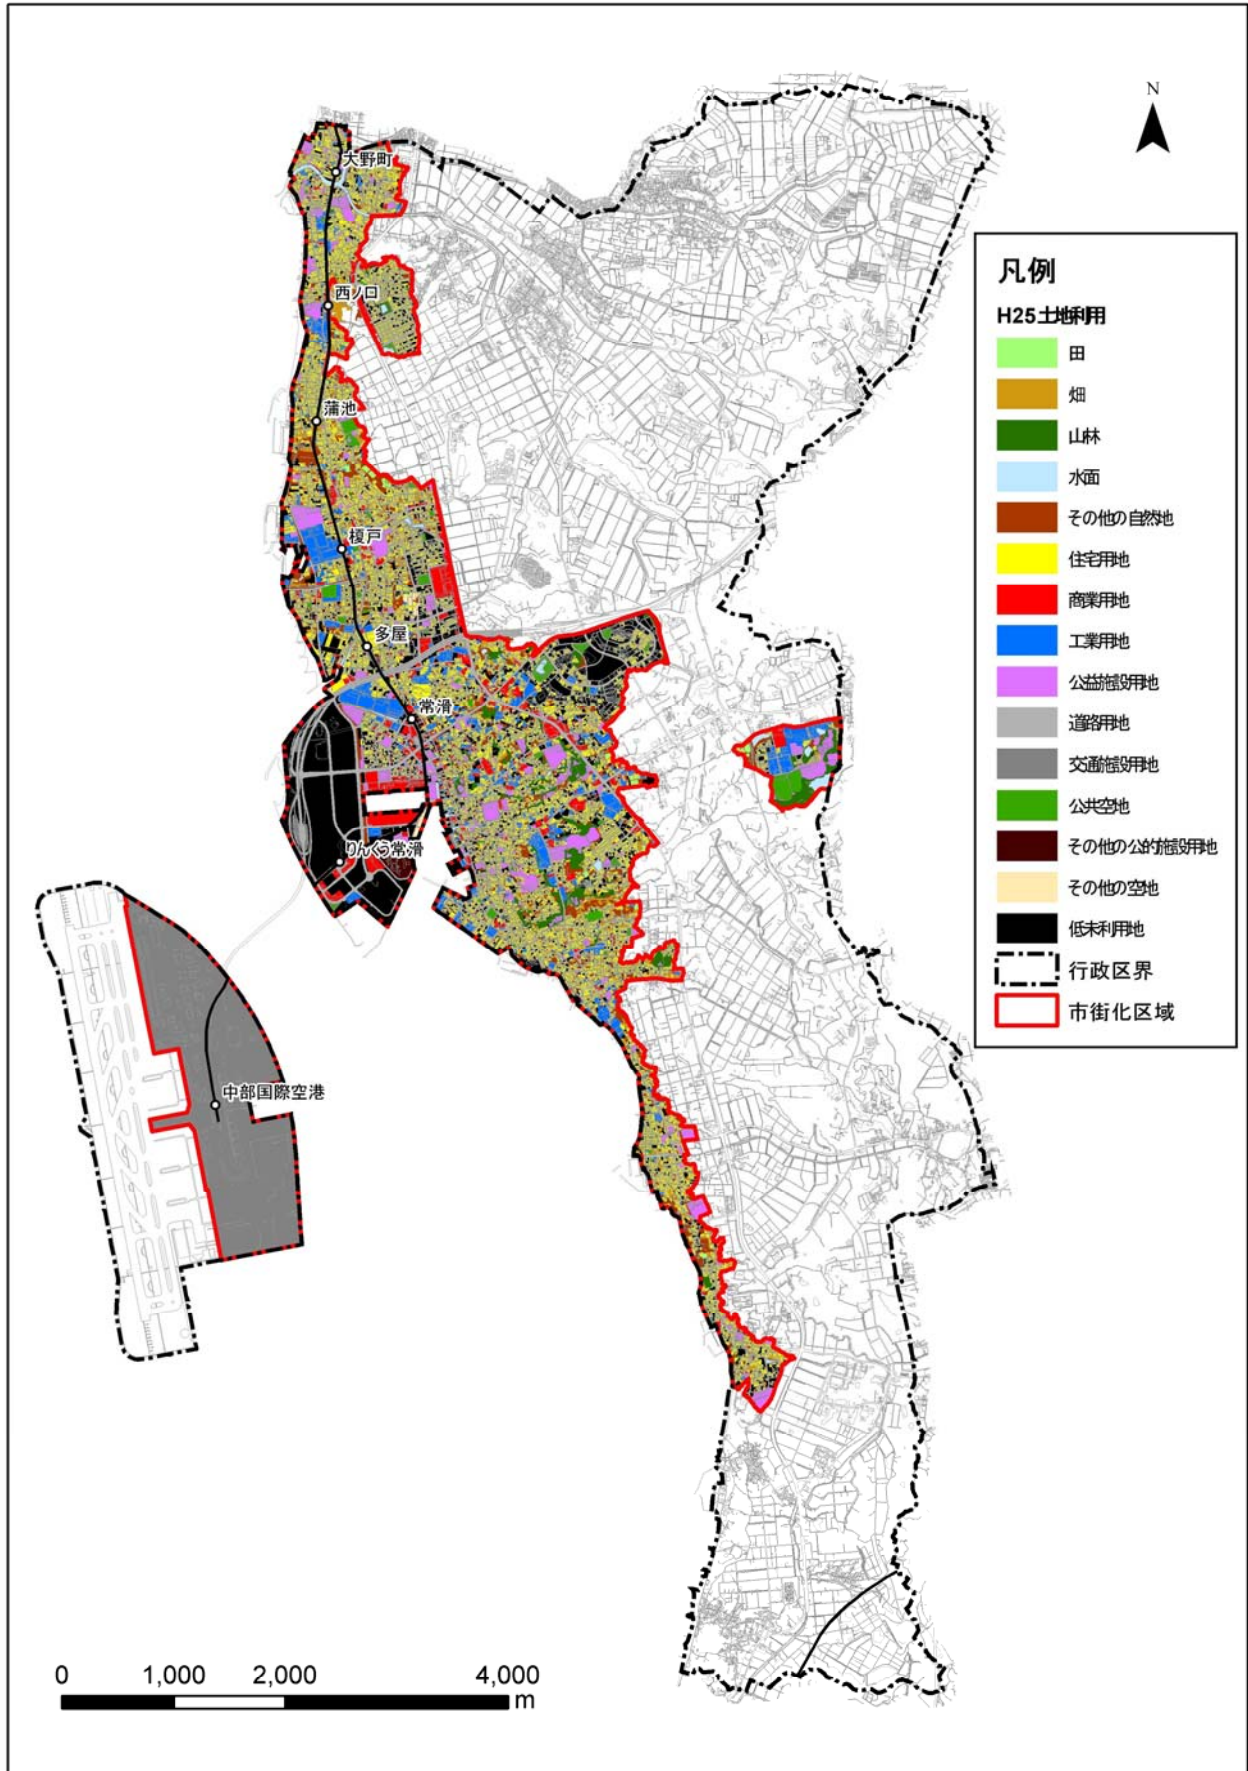 N
大野町
西ノ口
蒲池
榎戸
多屋
常滑
りんくう常滑
中部国際空港
凡例
H25土地利用
田
畑
山林
水面
その他の自然地
住宅用地
商業用地
工業用地
公益施設用地
道路用地
交通施設用地
公共空地
その他の公的施設用地
その他の空地
低未利用地
行政区界
市街化区域
0 1,000 2,000 4,000
m